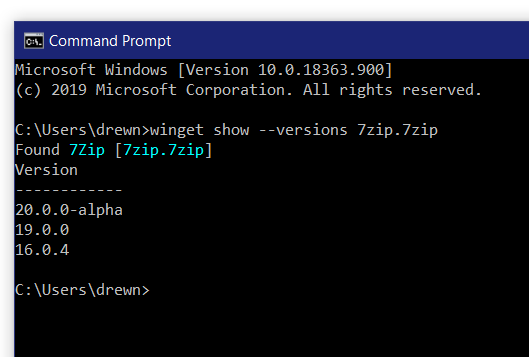 Command Prompt
Microsoft Windows [Version 10.0.18363.900]
(c) 2019 Microsoft Corporation. All rights reserved.
C:\Users\drewn>winget show --versions 7zip.7zip
Found 7Zip [7zip.7zip]
Version
------------
20.0.0-alpha
19.0.0
16.0.4
C:\Users\drewn>